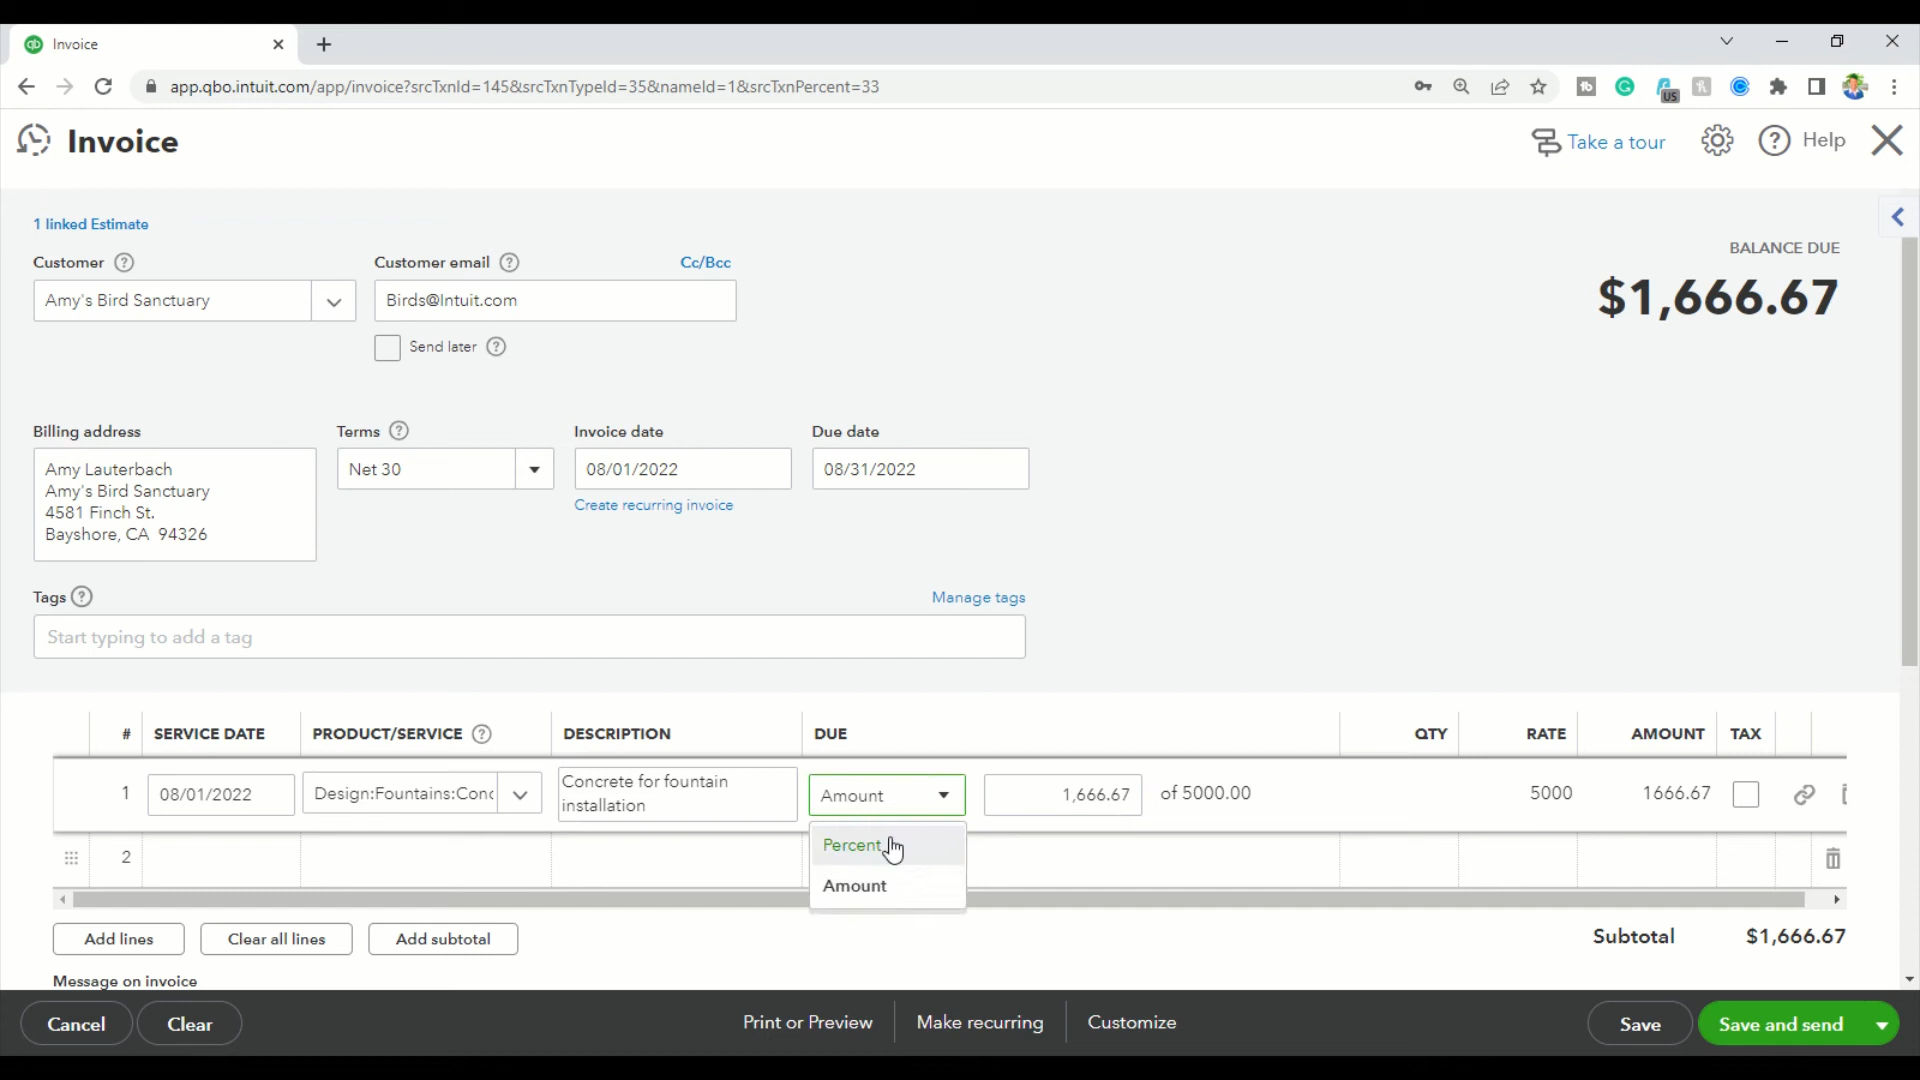 Invoice
app.qbo.intuit.com/app/invoice?srcTxnId=145&srcTxnTypeId=35&nameId=1&srcTxnPercent=33
US
Invoice
Take a tour
Help
1 linked Estimate
BALANCE DUE
$1,666.67
Customer
Customer email
Cc/Bcc
Amy's Bird Sanctuary
Birds@Intuit.com
Send later
Billing address
Terms
Invoice date
Due date
Amy Lauterbach
Amy's Bird Sanctuary
4581 Finch St.
Bayshore, CA 94326
Net 30
08/01/2022
08/31/2022
Create recurring invoice
Tags
Manage tags
Start typing to add a tag
# SERVICE DATE PRODUCT/SERVICE DESCRIPTION DUE QTY RATE AMOUNT TAX
1 08/01/2022 Design:Fountains:Conc Concrete for fountain installation Amount 1,666.67 of 5000.00 5000 1666.67
Percent
2
Amount
Add lines
Clear all lines
Add subtotal
Subtotal $1,666.67
Message on invoice
Cancel
Clear
Print or Preview
Make recurring
Customize
Save
Save and send